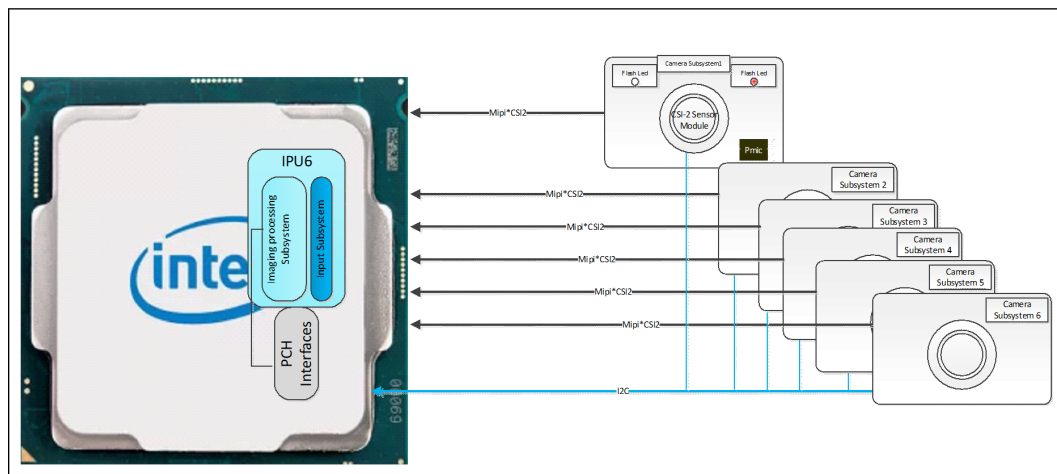 Camera Subsystem1
Flash Led
Flash Led
CSI-2 Sensor
Module
Pmic
Mipi*CSI2
IPU6
Imaging processing
Subsystem
Input Subsystem
Mipi*CSI2
Camera
Subsystem 2
Mipi*CSI2
Camera
Subsystem 3
Mipi*CSI2
Camera
Subsystem 4
Mipi*CSI2
Camera
Subsystem 5
Mipi*CSI2
Camera
Subsystem 6
inte
PCH
Interfaces
I2C
69000